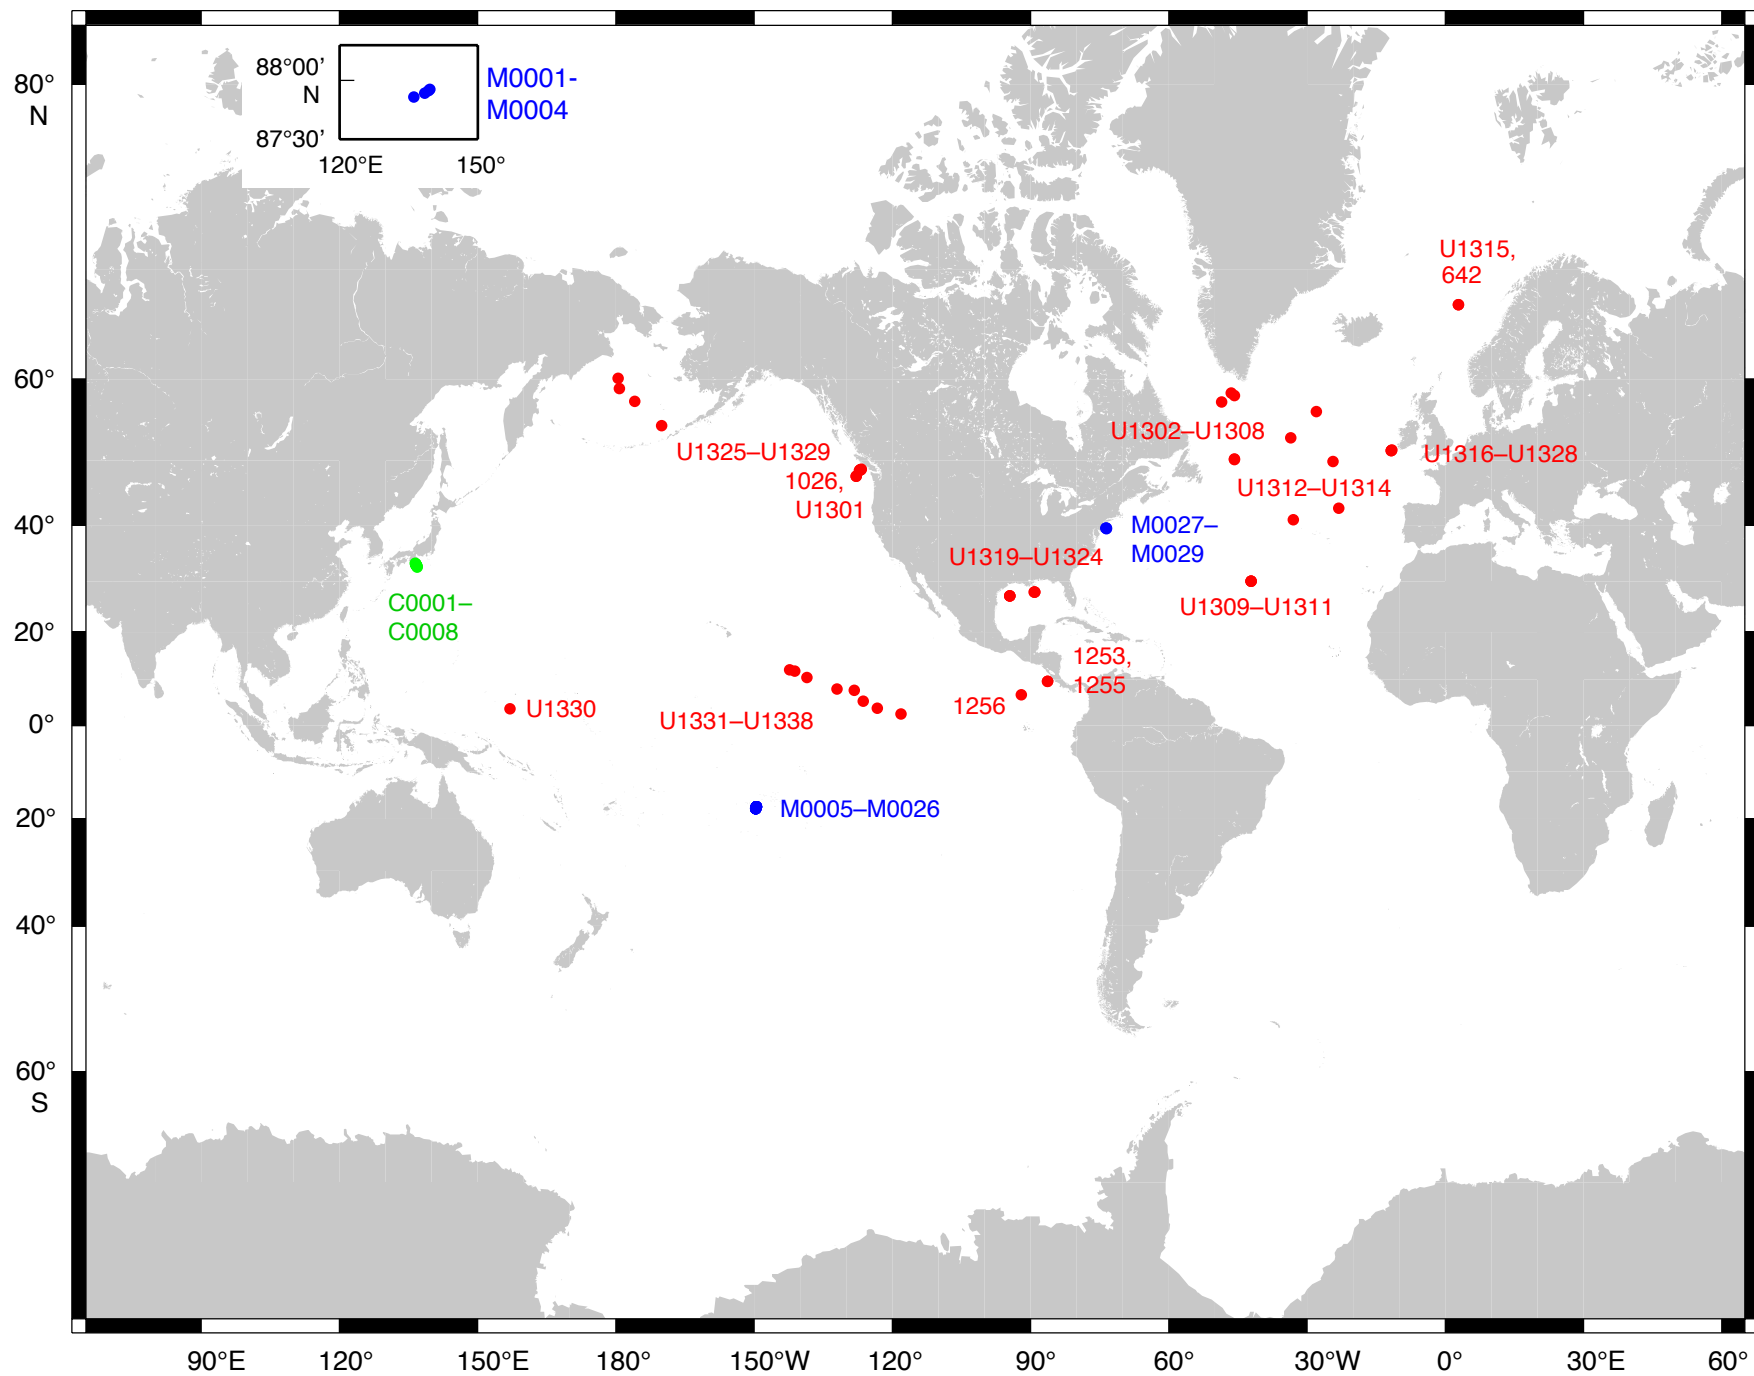 88°00'
N
87°30'
120°E
150°
M0001-
M0004
80°
N
60°
40°
20°
0°
20°
40°
60°
S
U1315,
642
U1302–U1308
U1316–U1328
U1325–U1329
1026,
U1301
U1312–U1314
M0027–
M0029
U1319–U1324
U1309–U1311
C0001–
C0008
1253,
1255
1256
U1330
U1331–U1338
M0005–M0026
90°E
120°
150°E
180°
150°W
120°
90°
60°
30°W
0°
30°E
60°